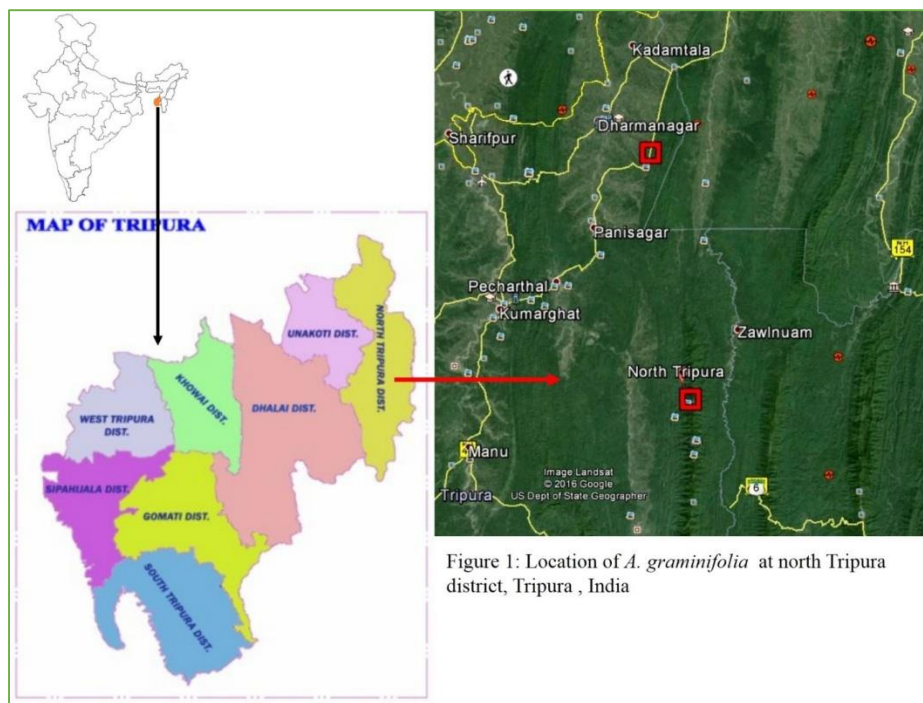 MAP OF TRIPURA
UNAKOTI DIST.
NORTH TRIPURA DIST.
KHOWAI DIST.
DHALAI DIST.
WEST TRIPURA
DIST.
SIPAHIJALA DIST.
GOMATI DIST.
SOUTH TRIPURA DIST.
Kadamtala
Dharmanagar
Sharifpur
Panisagar
NH
154
Pecharthal
Kumarghat
Zawlnuam
North Tripura
Manu
Tripura
6
Image Landsat
© 2016 Google
US Dept of State Geographer
Figure 1: Location of A. graminifolia at north Tripura
district, Tripura , India